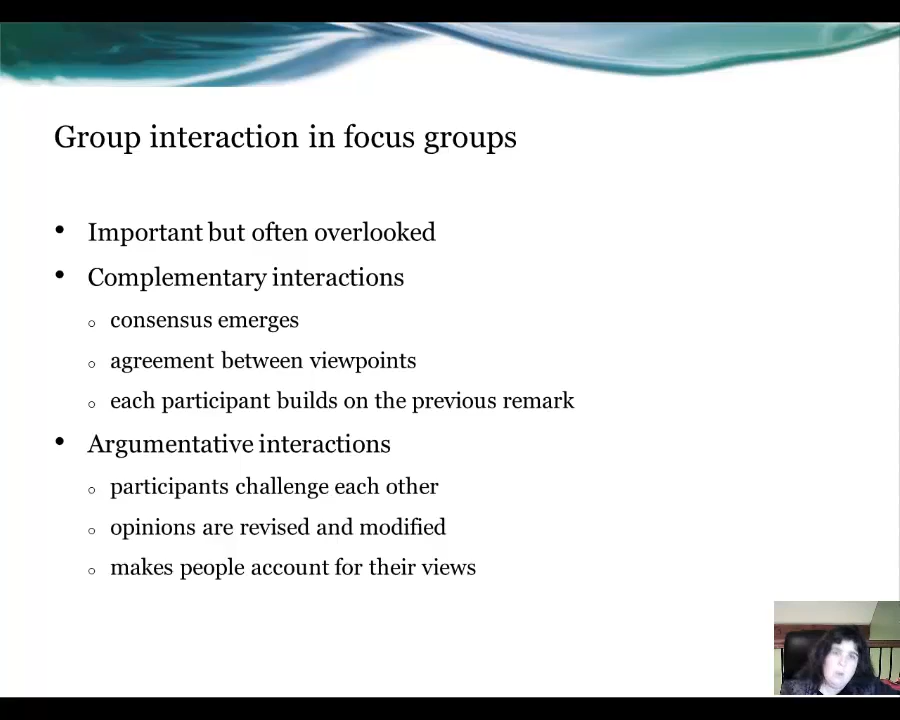 Group interaction in focus groups
• Important but often overlooked
• Complementary interactions
o consensus emerges
o agreement between viewpoints
o each participant builds on the previous remark
• Argumentative interactions
o participants challenge each other
o opinions are revised and modified
o makes people account for their views